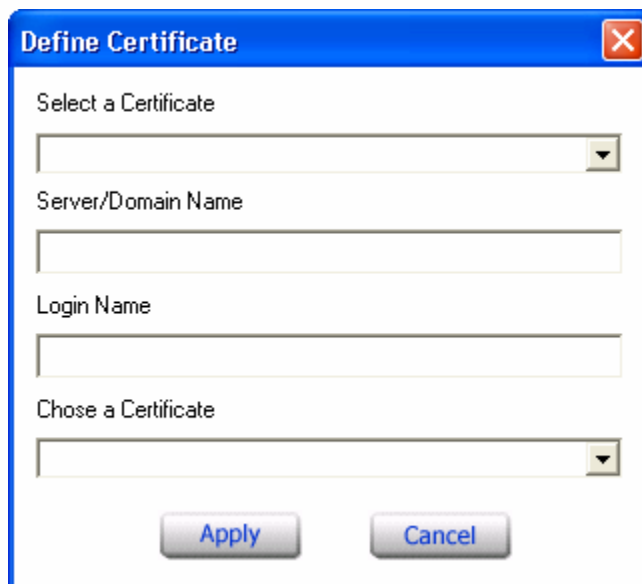 Define Certificate
Select a Certificate
Server/Domain Name
Login Name
Chose a Certificate
Apply Cancel